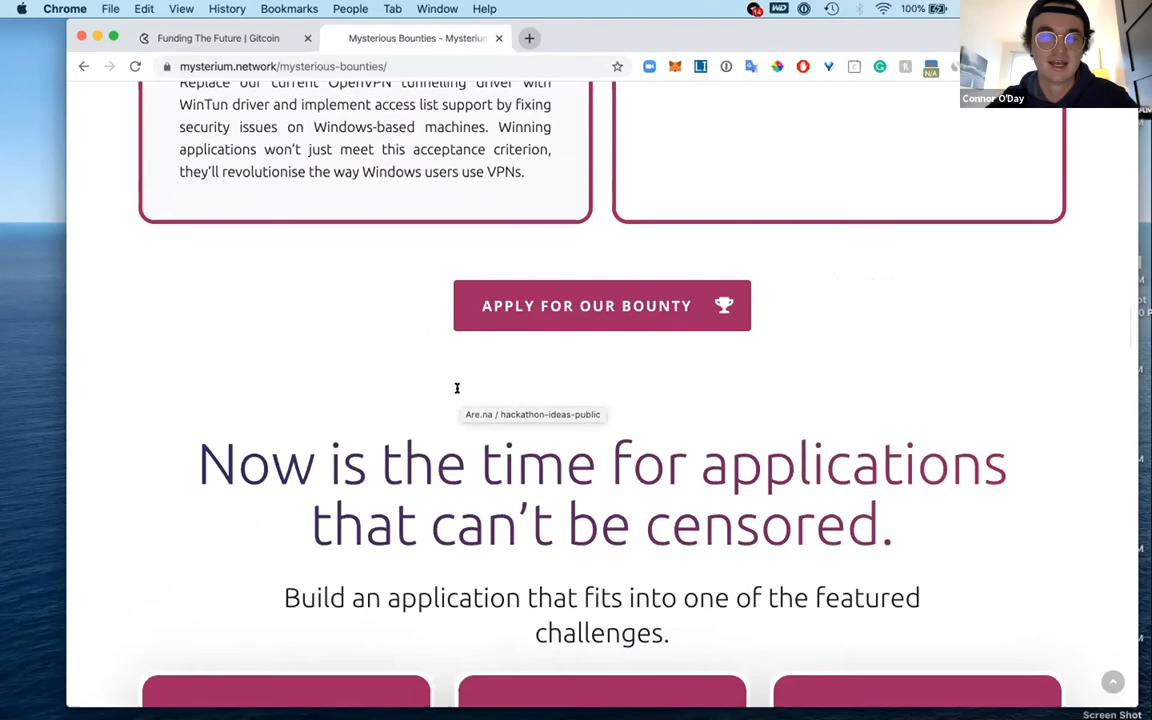 Chrome File Edit View History Bookmarks People Tab Window Help
14 WD 100%
Funding The Future | Gitcoin
Mysterious Bounties - Mysterium
mysterium.network/mysterious-bounties/
N/A
Connor O'Day
Replace our current OpenVPN tunnelling driver with
WinTun driver and implement access list support by fixing
security issues on Windows-based machines. Winning
applications won't just meet this acceptance criterion,
they'll revolutionise the way Windows users use VPNs.
APPLY FOR OUR BOUNTY
Are.na / hackathon-ideas-public
Now is the time for applications
that can't be censored.
Build an application that fits into one of the featured
challenges.
Screen Shot